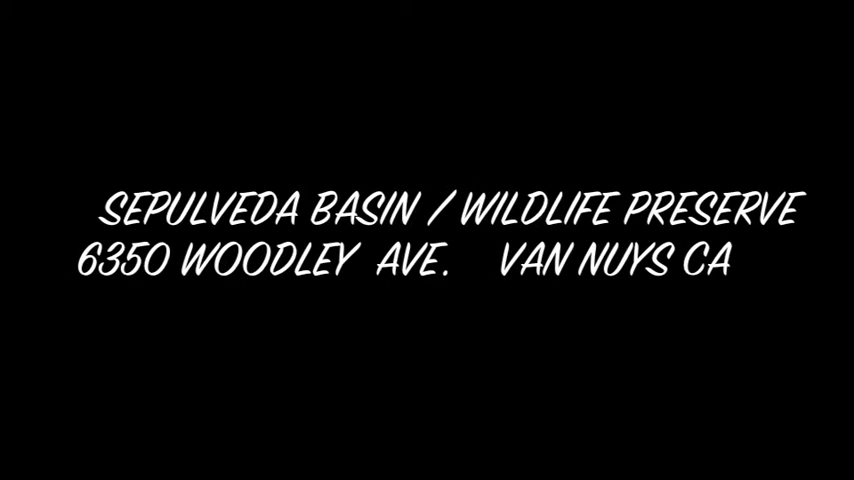 SEPULVEDA BASIN / WILDLIFE PRESERVE
6350 WOODLEY AVE. VAN NUYS CA